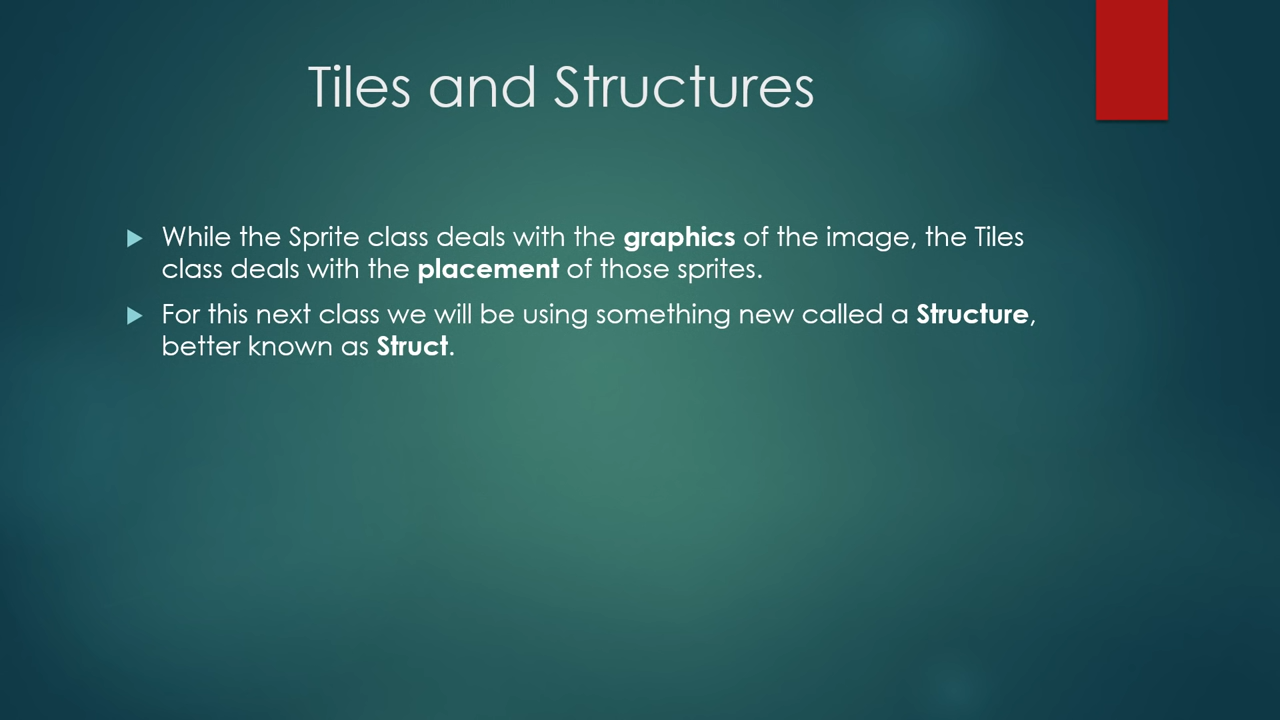 Tiles and Structures
While the Sprite class deals with the graphics of the image, the Tiles
class deals with the placement of those sprites.
For this next class we will be using something new called a Structure,
better known as Struct.